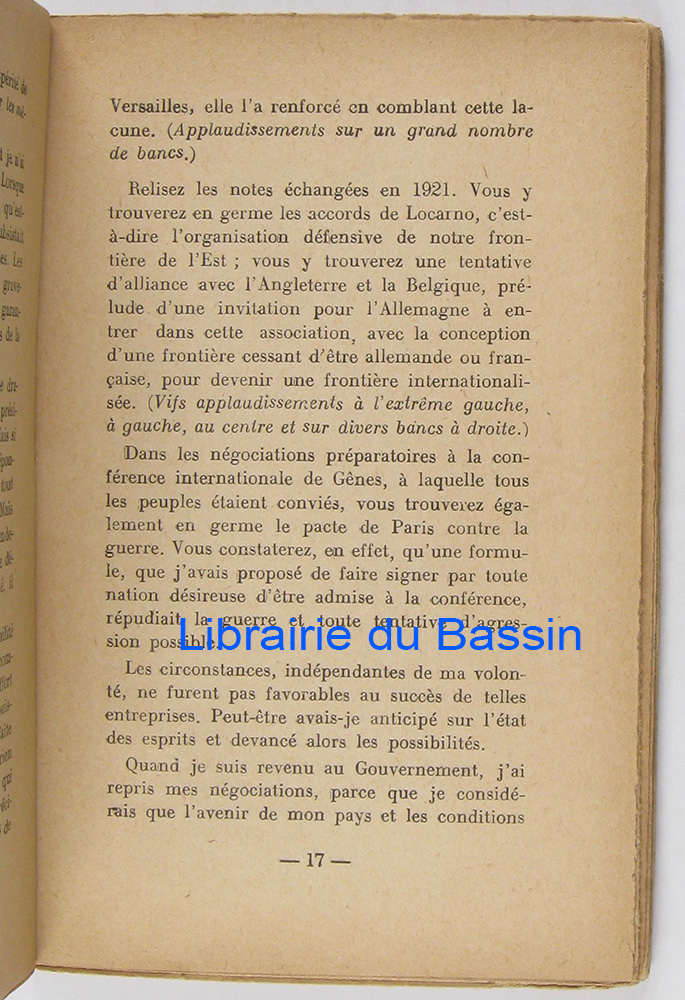 Versailles, elle l'a renforcé en comblant cette la-
cune. (Applaudissements sur un grand nombre
de bancs.)
Relisez les notes échangées en 1921. Vous y
trouverez en germe les accords de Locarno, c'est-
à-dire l'organisation défensive de notre fron-
tière de l'Est ; vous y trouverez une tentative
d'alliance avec l'Angleterre et la Belgique, pré-
lude d'une invitation pour l'Allemagne à en-
trer dans cette association, avec la conception
d'une frontière cessant d'être allemande ou fran-
çaise, pour devenir une frontière internationali-
sée. (Vifs applaudissements à l'extrême gauche,
à gauche, au centre et sur divers bancs à droite.)
Dans les négociations préparatoires à la con-
férence internationale de Gênes, à laquelle tous
les peuples étaient conviés, vous trouverez éga-
lement en germe le pacte de Paris contre la
guerre. Vous constaterez, en effet, qu'une formu-
le, que j'avais proposé de faire signer par toute
nation désireuse d'être admise à la conférence,
répudiait la guerre et toute tentative d'agres-
sion possible.
Librairie du Bassin
Les circonstances, indépendantes de ma volon-
té, ne furent pas favorables au succès de telles
entreprises. Peut-être avais-je anticipé sur l'état
des esprits et devancé alors les possibilités.
Quand je suis revenu au Gouvernement, j'ai
repris mes négociations, parce que je considé-
rais que l'avenir de mon pays et les conditions
— 17 —